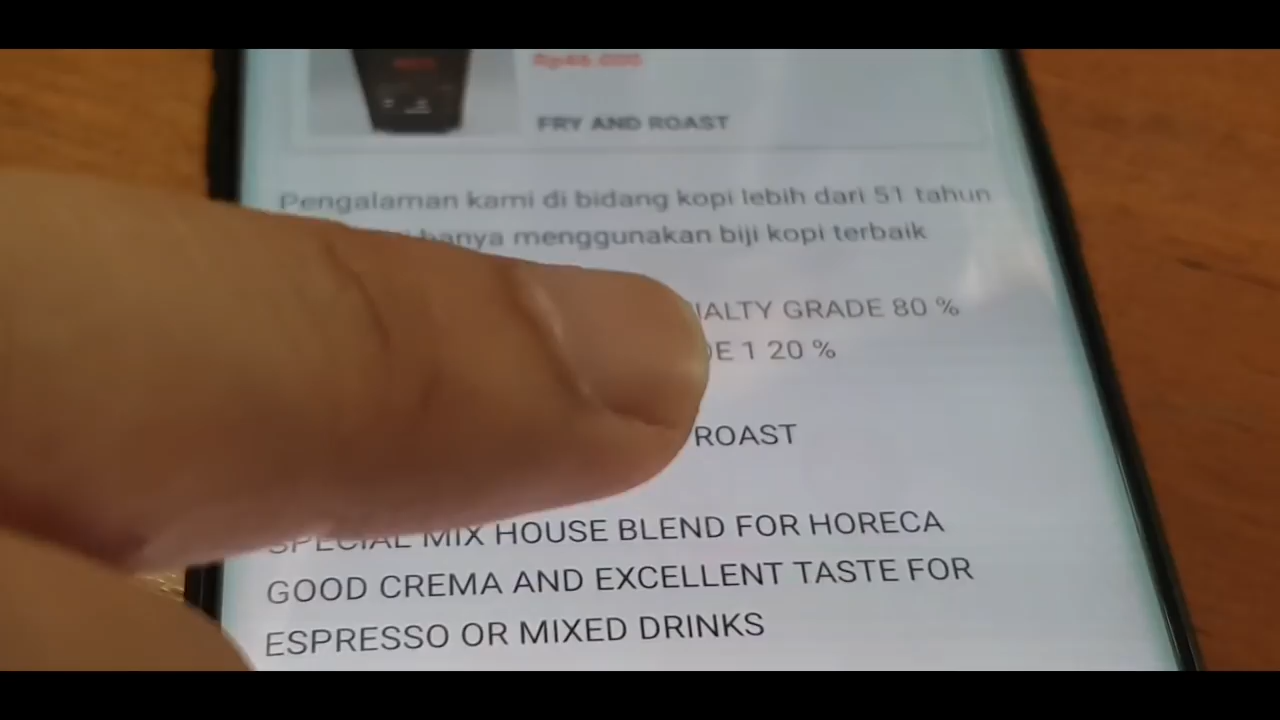 Rp46.000
FRY AND ROAST
Pengalaman kami di bidang kopi lebih dari 51 tahun
hanya menggunakan biji kopi terbaik
GRADE 80 %
1 20 %
ROAST
SPECIAL MIX HOUSE BLEND FOR HORECA
GOOD CREMA AND EXCELLENT TASTE FOR
ESPRESSO OR MIXED DRINKS